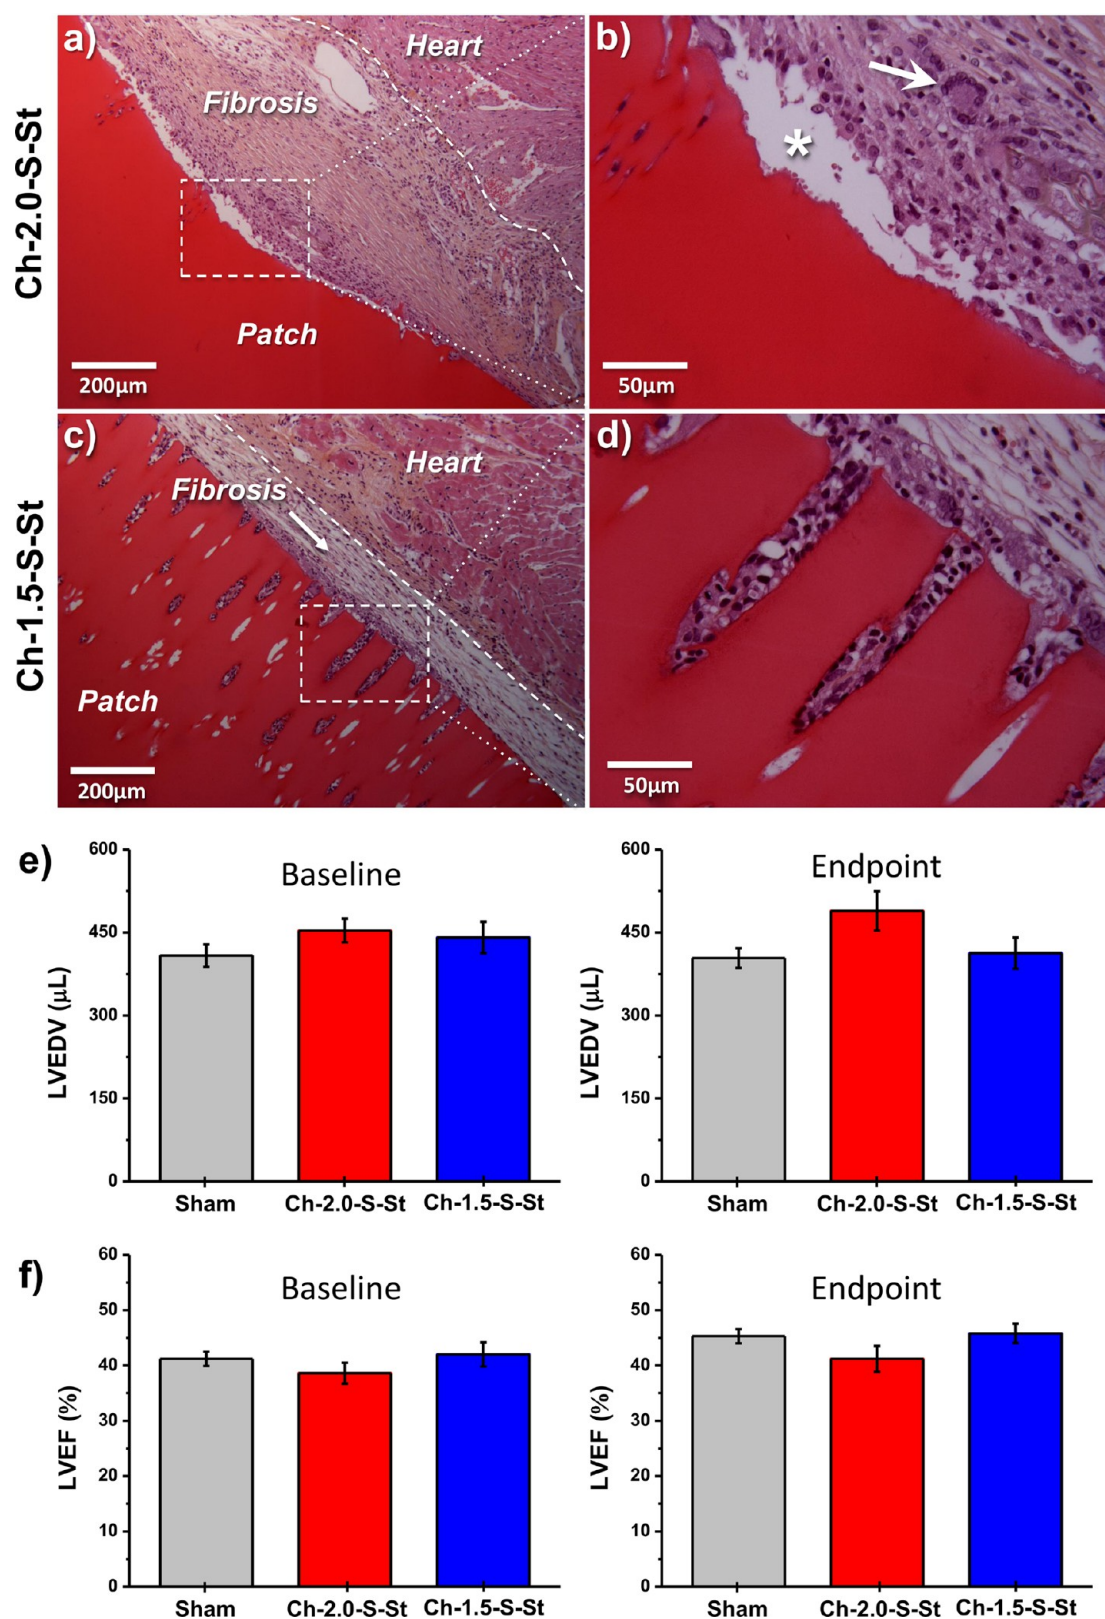 Ch-2.0-S-St
a)
Heart
Fibrosis
Patch
200μm
b)
*
50μm
Ch-1.5-S-St
c)
Heart
Fibrosis
Patch
200μm
d)
50μm
e)
Baseline
LVEDV (μL)
600
450
300
150
0
Sham Ch-2.0-S-St Ch-1.5-S-St
Endpoint
LVEDV (μL)
600
450
300
150
0
Sham Ch-2.0-S-St Ch-1.5-S-St
f)
Baseline
LVEF (%)
60
50
40
30
20
10
0
Sham Ch-2.0-S-St Ch-1.5-S-St
Endpoint
LVEF (%)
60
50
40
30
20
10
0
Sham Ch-2.0-S-St Ch-1.5-S-St